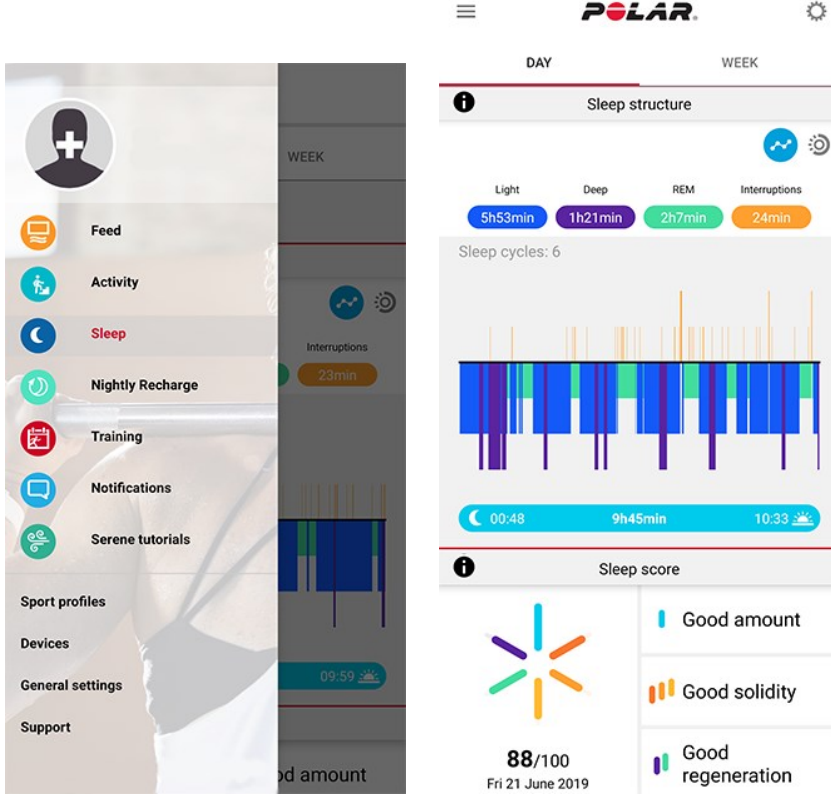 WEEK
Feed
Activity
Sleep
Interruptions
Nightly Recharge
23min
Training
Notifications
Serene tutorials
Sport profiles
Devices
General settings
09:59
Support
amount
POLAR.
DAY
WEEK
Sleep structure
Light
Deep
REM
Interruptions
5h53min
1h21min
2h7min
24min
Sleep cycles: 6
00:48
9h45min
10:33
Sleep score
Good amount
Good solidity
Good
regeneration
88/100
Fri 21 June 2019